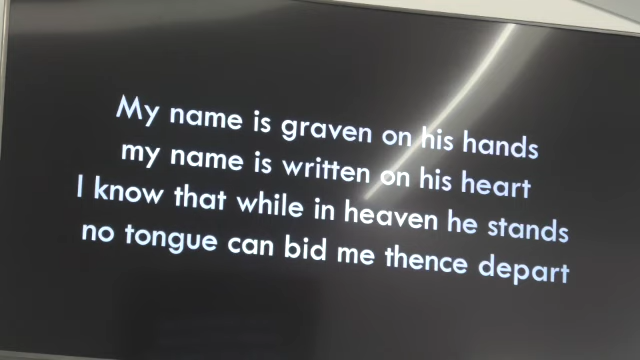 My name is graven on his hands
my name is written on his heart
I know that while in heaven he stands
no tongue can bid me thence depart